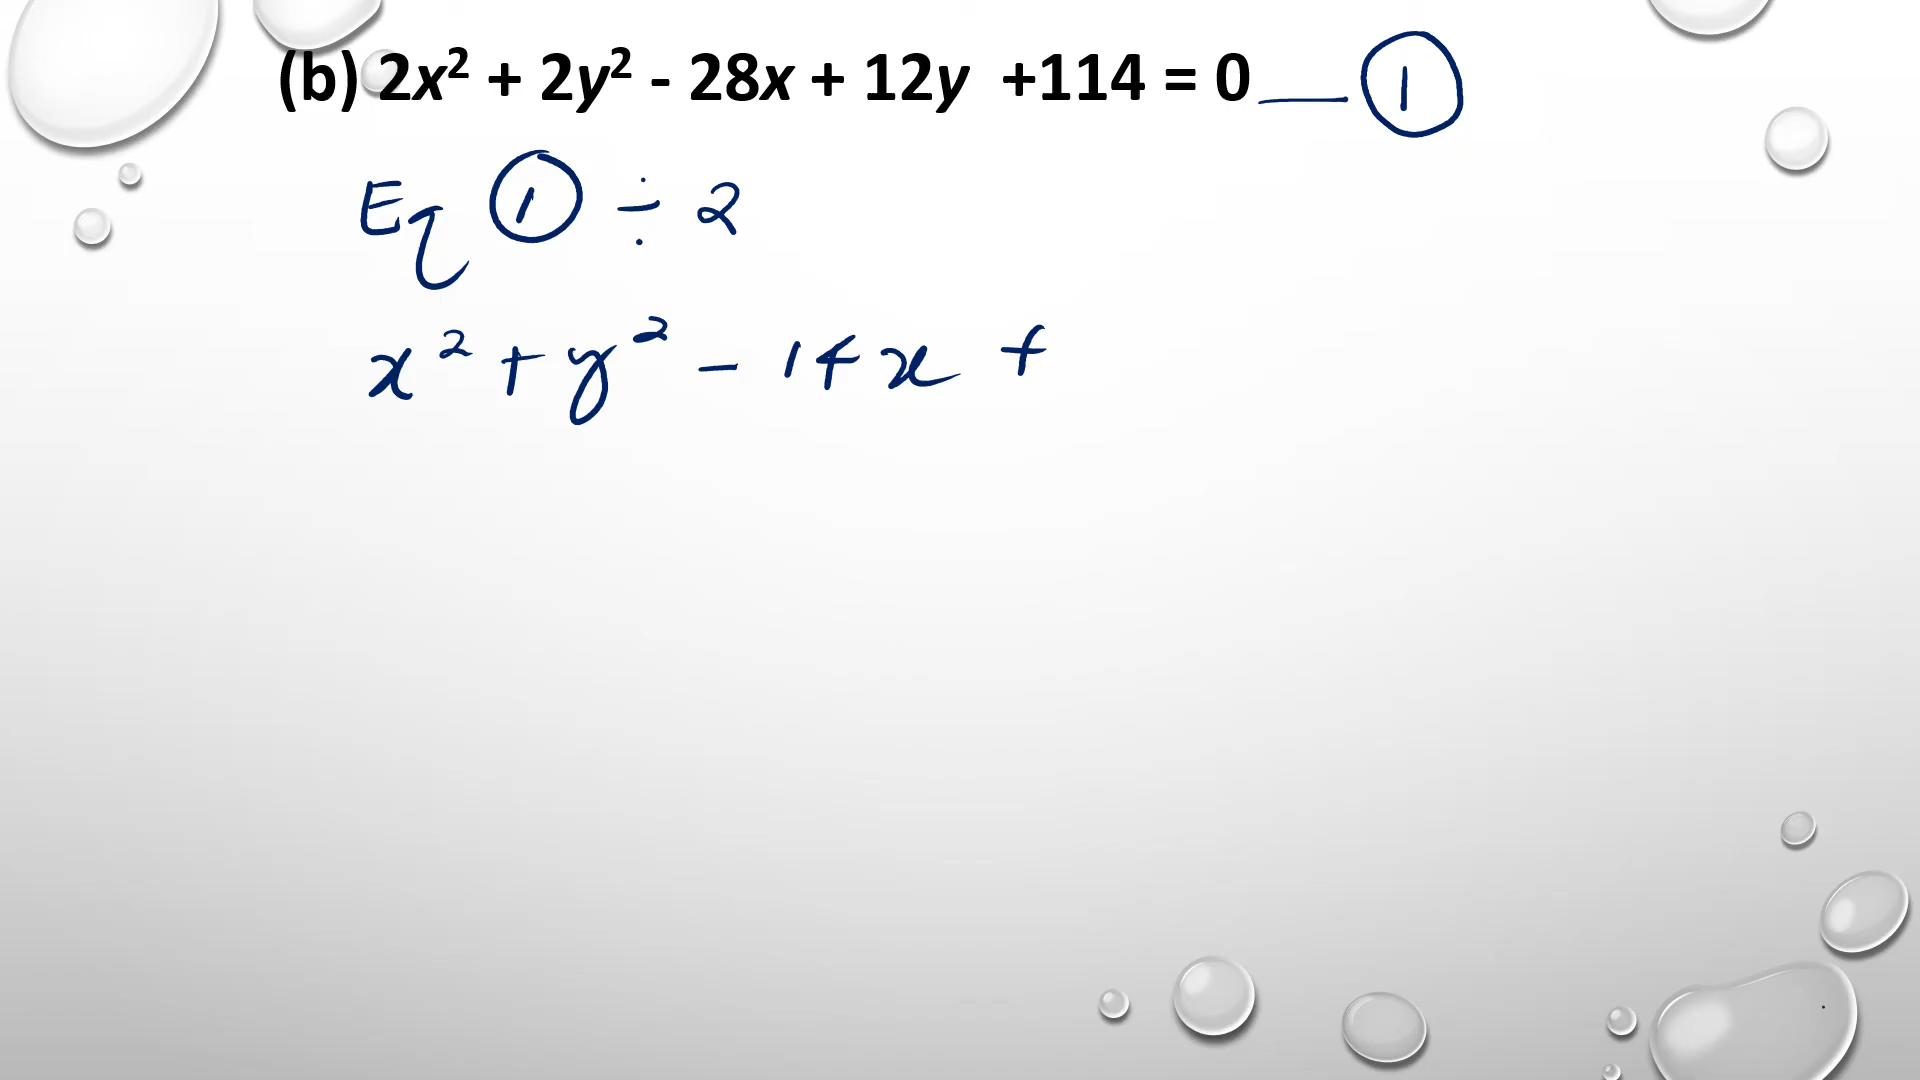 (b) 2x² + 2y² - 28x + 12y +114 = 0 — ①
Eq ① ÷ 2
x² + y² - 14x +